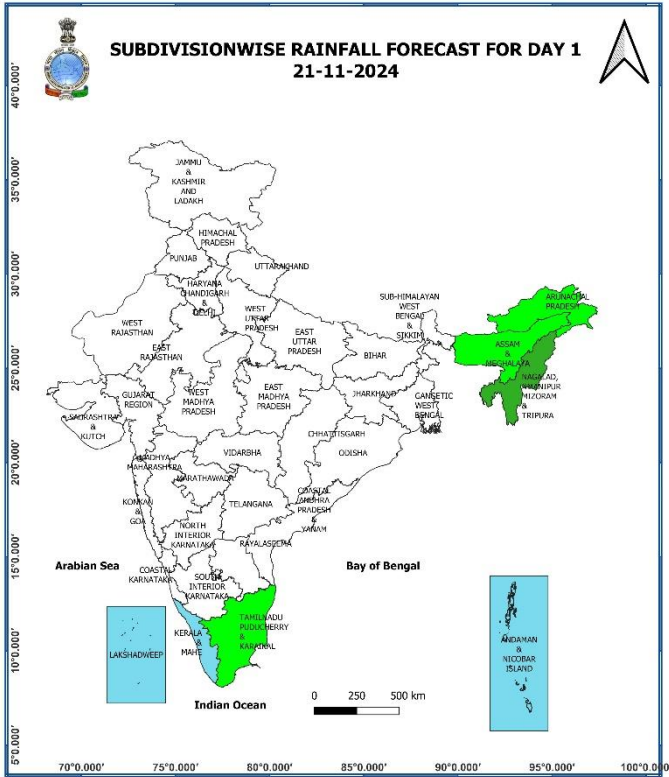 SUBDIVISIONWISE RAINFALL FORECAST FOR DAY 1
21-11-2024
40°0.000'
35°0.000'
30°0.000'
25°0.000'
20°0.000'
15°0.000'
10°0.000'
5°0.000'
JAMMU
&
KASHMIR
AND
LADAKH
HIMACHAL
PRADESH
PUNJAB
UTTARAKHAND
HARYANA
CHANDIGARH
&
DELHI
WEST
RAJASTHAN
EAST
RAJASTHAN
WEST
UTTAR
PRADESH
EAST
UTTAR
PRADESH
SUB-HIMALAYAN
WEST
BENGAL
&
SIKKIM
ARUNACHAL
PRADESH
ASSAM
&
MEGHALAYA
BIHAR
GUJARAT
REGION
WEST
MADHYA
PRADESH
EAST
MADHYA
PRADESH
JHARKHAND
GANGETIC
WEST
BENGAL
MIZORAM
&
TRIPURA
SAURASHTRA
&
KUTCH
CHHATTISGARH
ODISHA
MADHYA
MAHARASHTRA
VIDARBHA
MARATHAWADA
KONKAN
&
GOA
TELANGANA
COASTAL
ANDHRA
PRADESH
&
YANAM
NORTH
INTERIOR
KARNATAKA
RAYALASEEMA
Arabian Sea
Bay of Bengal
COASTAL
KARNATAKA
SOUTH
INTERIOR
KARNATAKA
LAKSHADWEEP
KERALA
&
MAHE
TAMILNADU
PUDUCHERRY
&
KARAIKAL
ANDAMAN
&
NICOBAR
ISLAND
Indian Ocean
0 250 500 km
70°0.000' 75°0.000' 80°0.000' 85°0.000' 90°0.000' 95°0.000' 100°0.000'